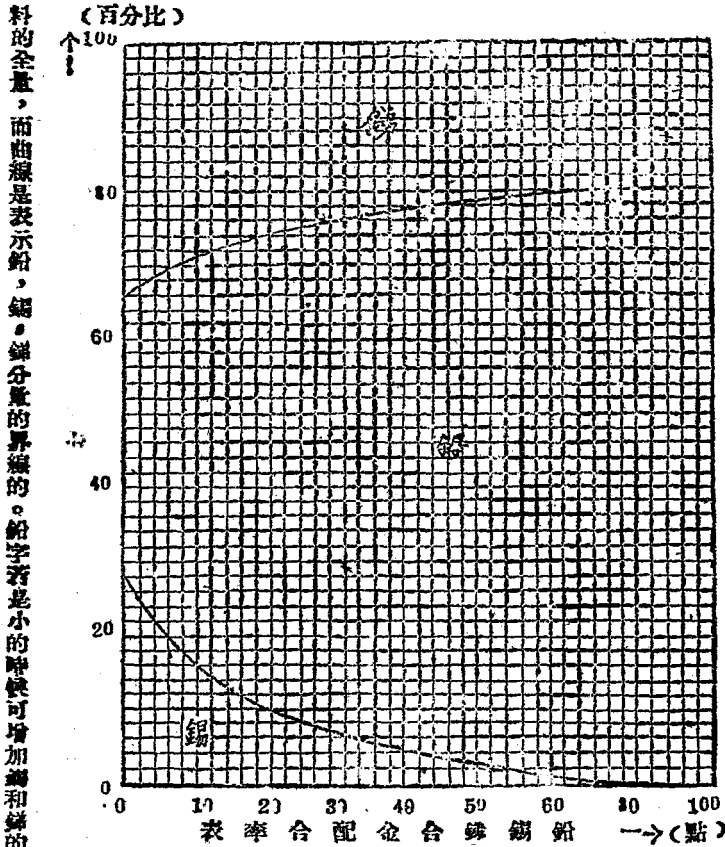 料的全量，而曲線是表示鉛，錫，銻分量的界線的。鉛字若是小的時候可增加錫和銻的
（百分比）
100
80
60
40
20
0
銻
鉛
錫
0 10 20 30 40 50 60 80 100
表率合配金合銻錫鉛 →（點）